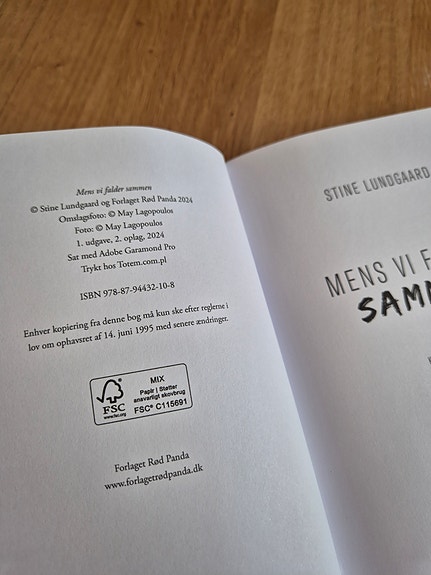 Mens vi falder sammen
© Stine Lundgaard og Forlaget Rød Panda 2024
Omslagsfoto: © May Lagopoulos
Foto: © May Lagopoulos
1. udgave, 2. oplag, 2024
Sat med Adobe Garamond Pro
Trykt hos Totem.com.pl
ISBN 978-87-94432-10-8
Enhver kopiering fra denne bog må kun ske efter reglerne i
lov om ophavsret af 14. juni 1995 med senere ændringer.
FSC
www.fsc.org
MIX
Papir | Støtter
ansvarligt skovbrug
FSC® C115691
Forlaget Rød Panda
www.forlagetrødpanda.dk
STINE LUNDGAARD
MENS VI F
SAMM